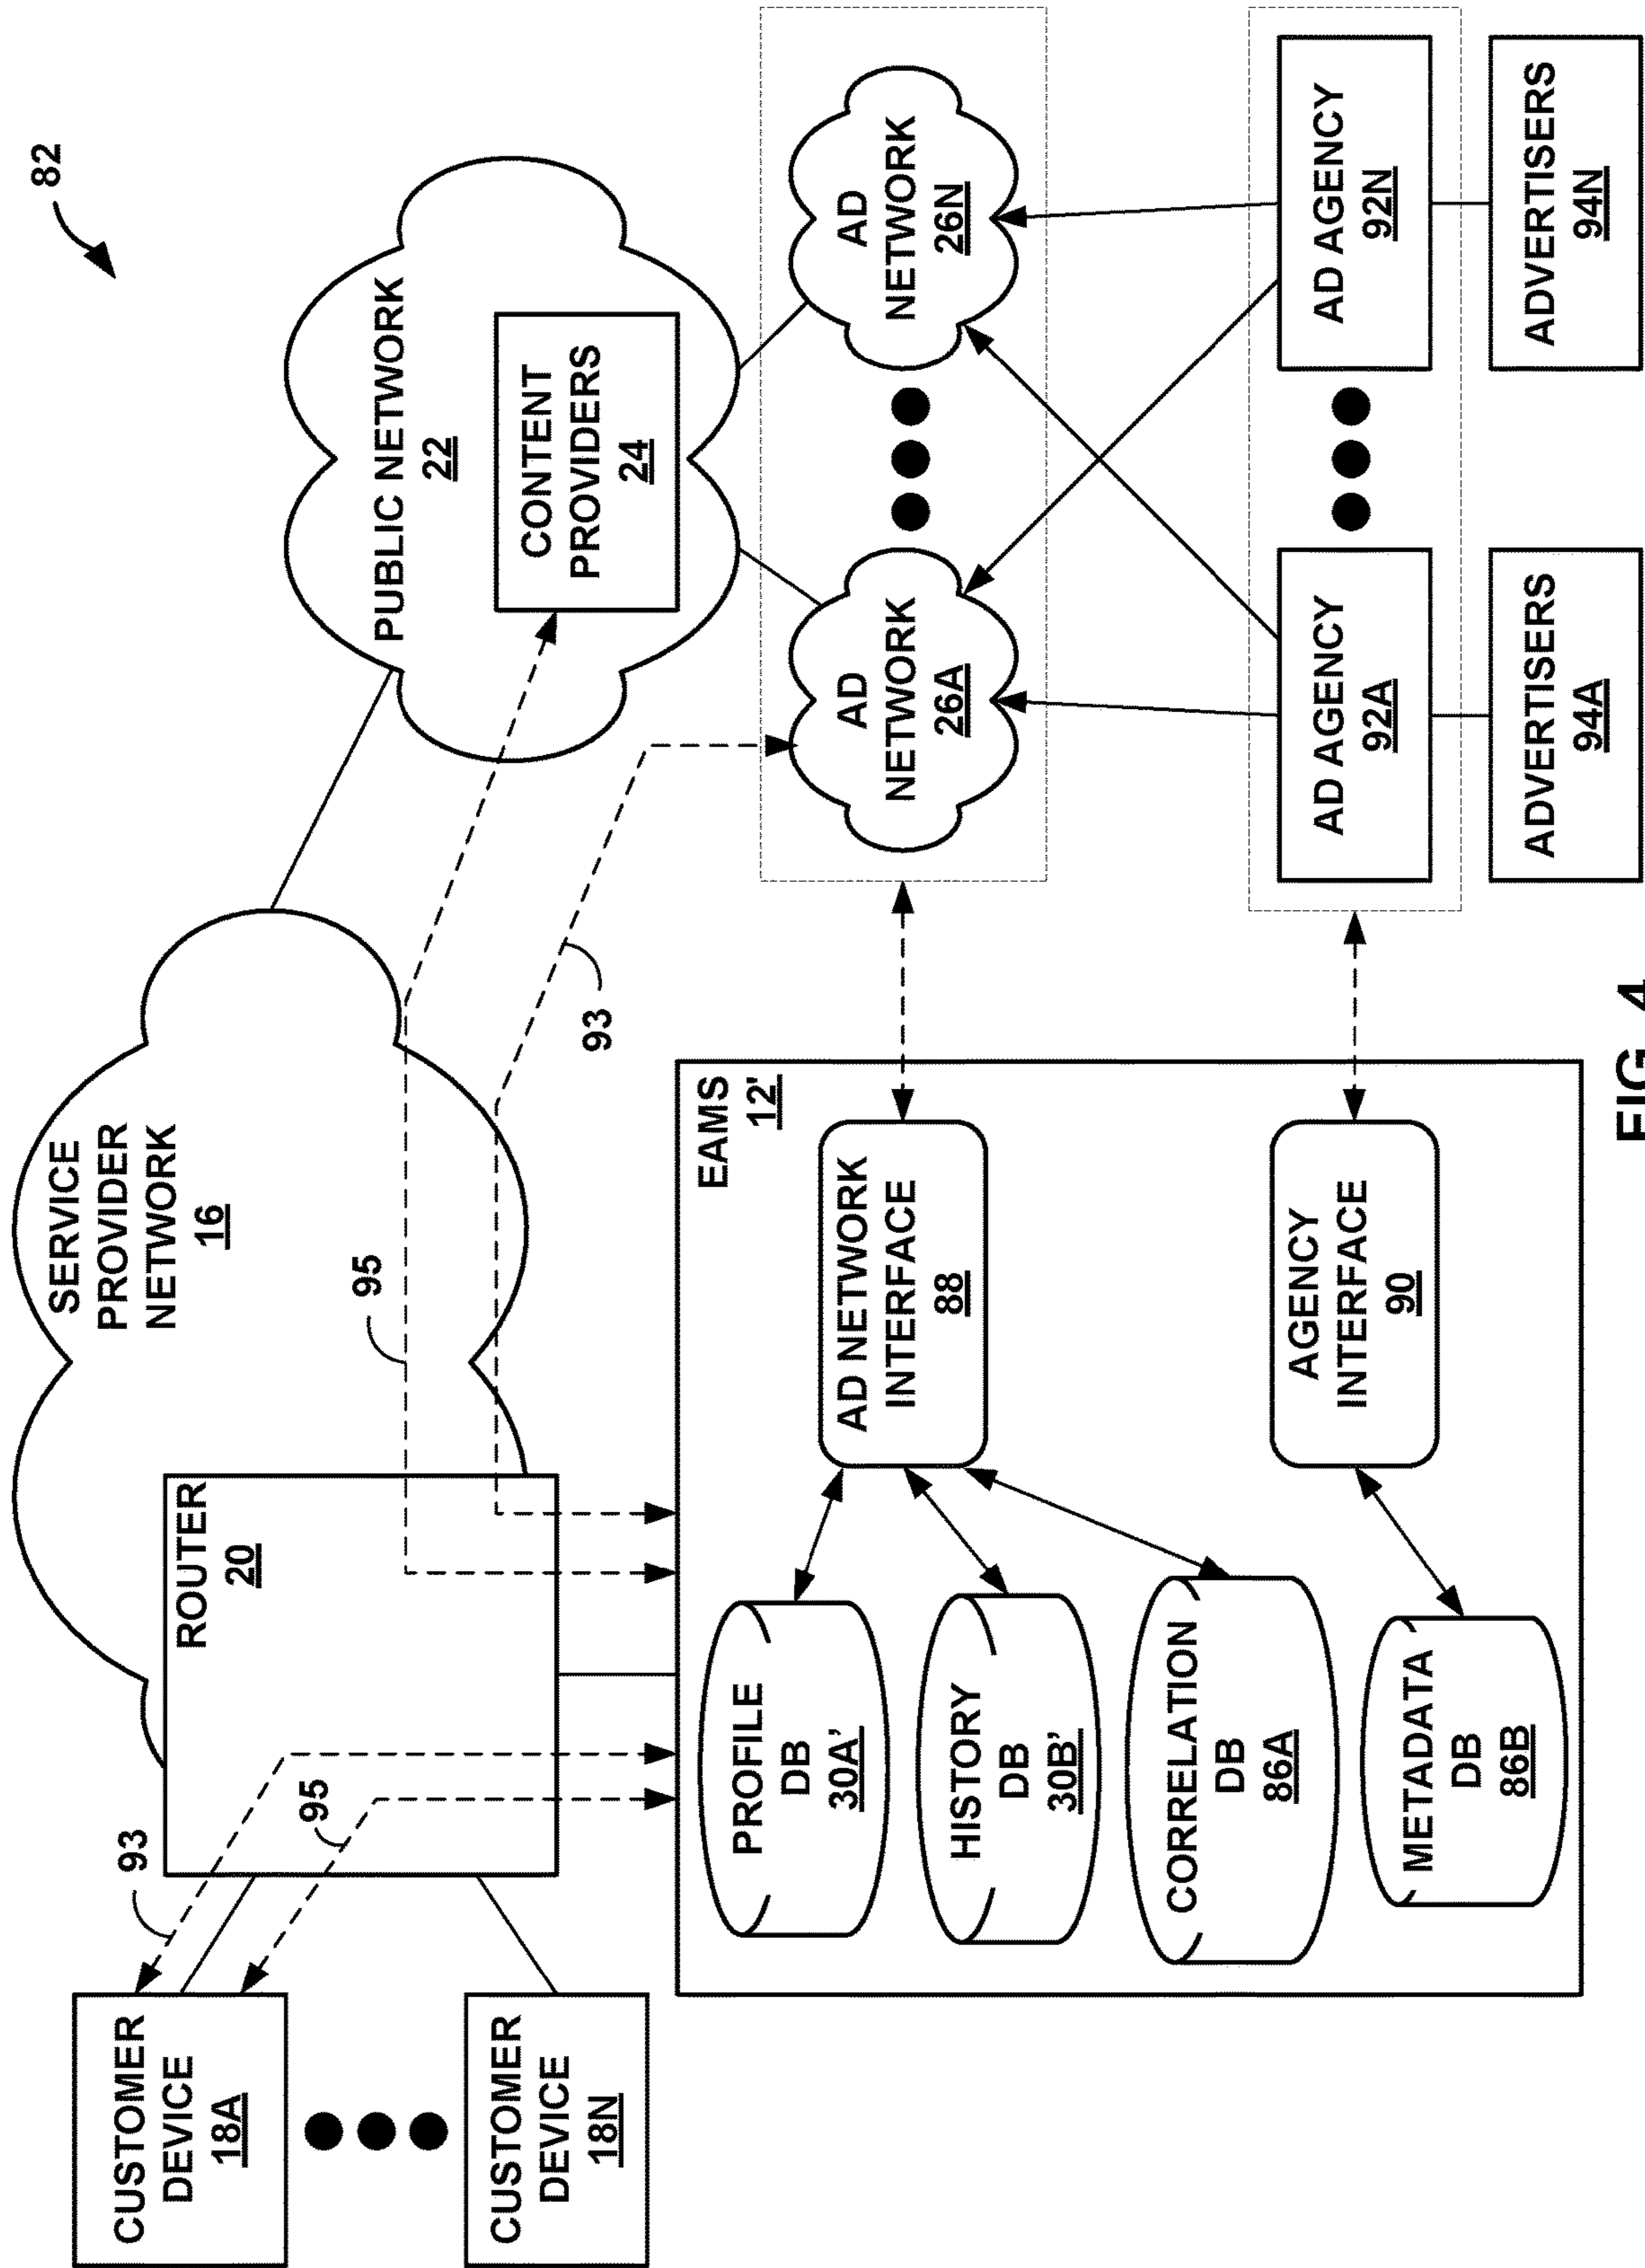 82
SERVICE
PROVIDER
NETWORK
16
PUBLIC NETWORK
22
CONTENT
PROVIDERS
24
ROUTER
20
95
93
93
95
CUSTOMER
DEVICE
18A
CUSTOMER
DEVICE
18N
EAMS
12'
PROFILE
DB
30A'
HISTORY
DB
30B'
CORRELATION
DB
86A
METADATA
DB
86B
AD NETWORK
INTERFACE
88
AGENCY
INTERFACE
90
AD
NETWORK
26A
AD
NETWORK
26N
AD AGENCY
92A
AD AGENCY
92N
ADVERTISERS
94A
ADVERTISERS
94N
FIG. 4